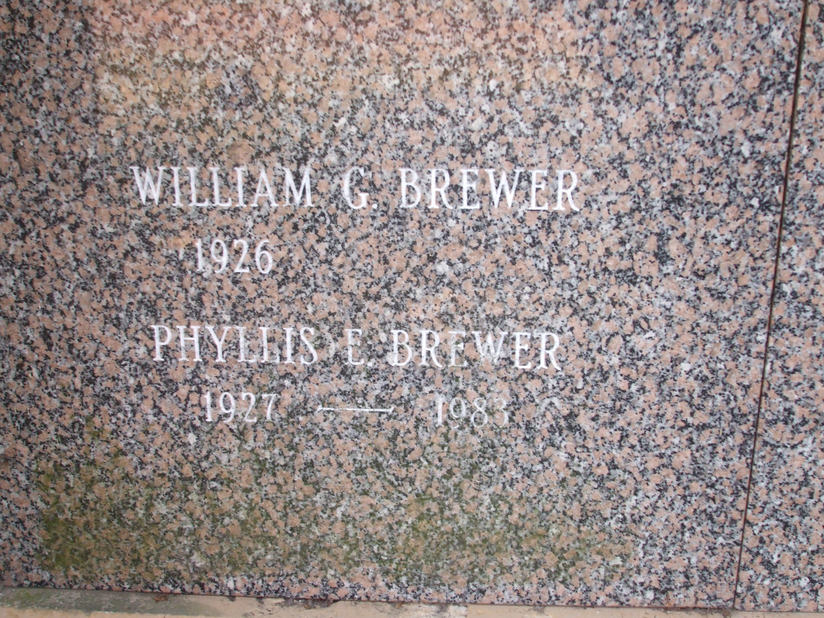 WILLIAM G. BREWER
1926
PHYLLIS E. BREWER
1927 — 1983